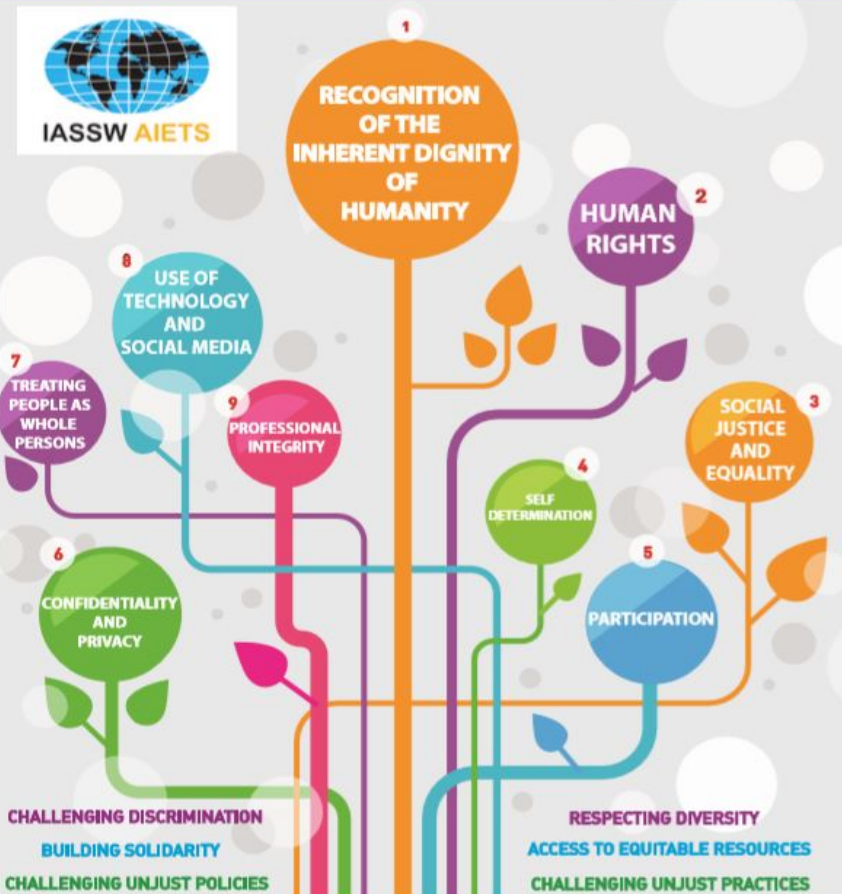 IASSW AIETS
1
RECOGNITION
OF THE
INHERENT DIGNITY
OF
HUMANITY
2
HUMAN
RIGHTS
3
SOCIAL
JUSTICE
AND
EQUALITY
4
SELF
DETERMINATION
5
PARTICIPATION
6
CONFIDENTIALITY
AND
PRIVACY
7
TREATING
PEOPLE AS
WHOLE
PERSONS
8
USE OF
TECHNOLOGY
AND
SOCIAL MEDIA
9
PROFESSIONAL
INTEGRITY
CHALLENGING DISCRIMINATION
BUILDING SOLIDARITY
CHALLENGING UNJUST POLICIES
RESPECTING DIVERSITY
ACCESS TO EQUITABLE RESOURCES
CHALLENGING UNJUST PRACTICES